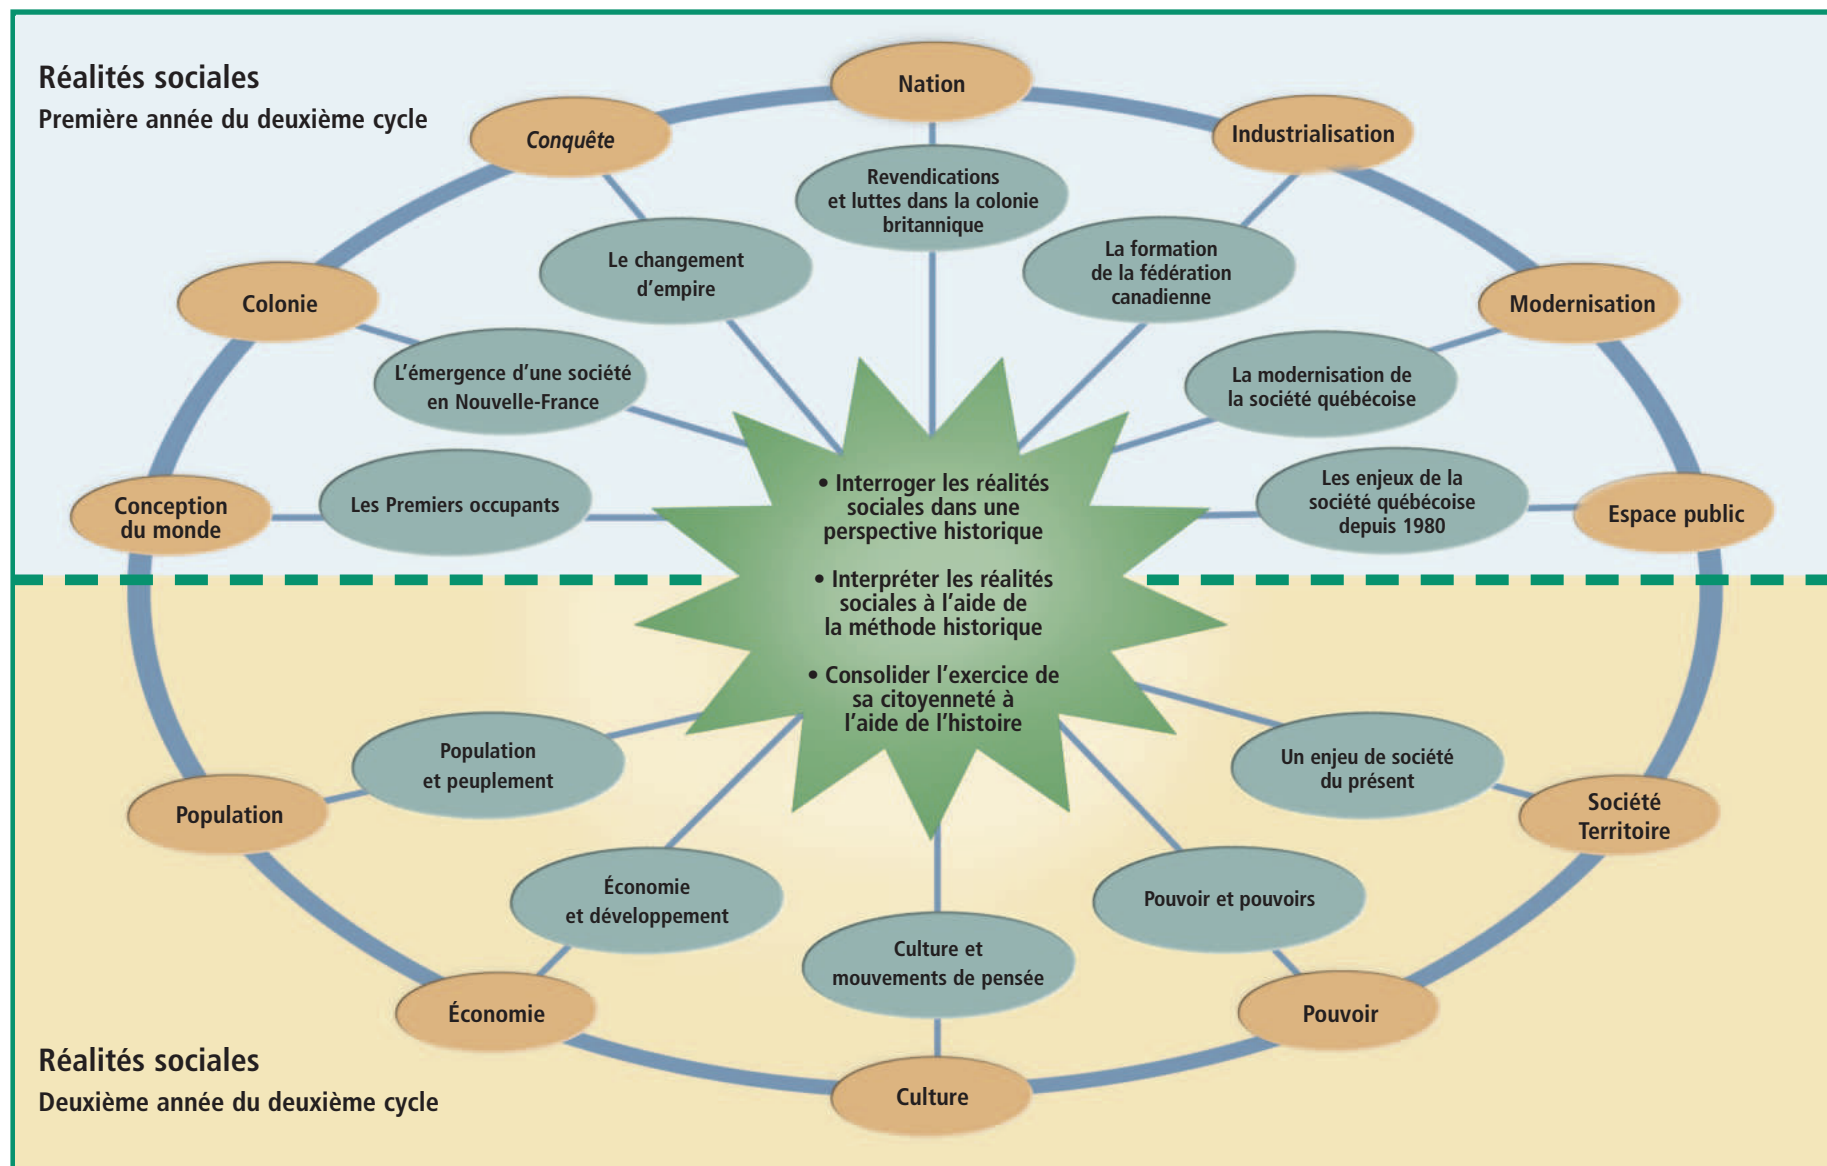 Réalités sociales
Première année du deuxième cycle
Nation
Conquête
Industrialisation
Revendications
et luttes dans la colonie
britannique
Le changement
d'empire
La formation
de la fédération
canadienne
Colonie
Modernisation
L'émergence d'une société
en Nouvelle-France
La modernisation de
la société québécoise
Conception
du monde
Les Premiers occupants
Les enjeux de la
société québécoise
depuis 1980
Espace public
• Interroger les réalités
sociales dans une
perspective historique
• Interpréter les réalités
sociales à l'aide de
la méthode historique
• Consolider l'exercice de
sa citoyenneté à
l'aide de l'histoire
Population
et peuplement
Un enjeu de société
du présent
Population
Société
Territoire
Économie
et développement
Pouvoir et pouvoirs
Culture et
mouvements de pensée
Économie
Pouvoir
Culture
Réalités sociales
Deuxième année du deuxième cycle